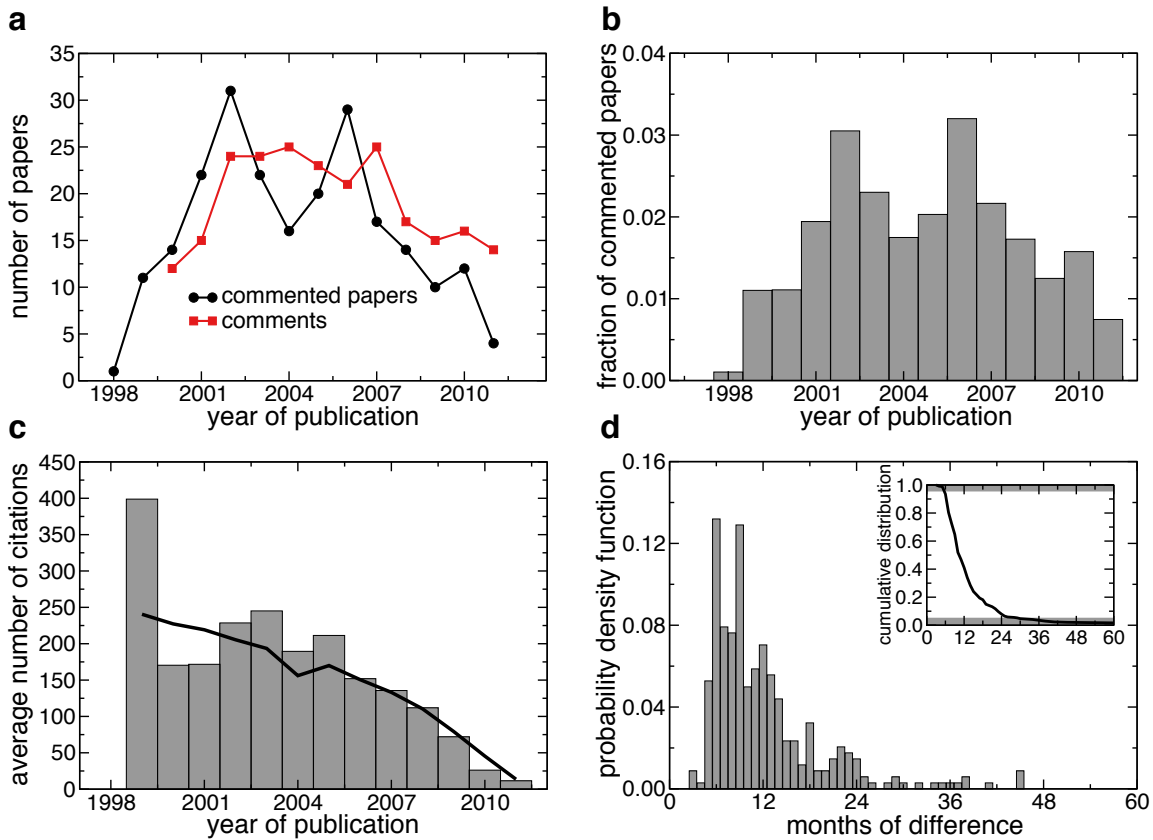 a
number of papers
35
30
25
20
15
10
5
0
commented papers
comments
1998 2001 2004 2007 2010
year of publication
b
fraction of commented papers
0.04
0.03
0.02
0.01
0.00
1998 2001 2004 2007 2010
year of publication
c
average number of citations
450
400
350
300
250
200
150
100
50
0
1998 2001 2004 2007 2010
year of publication
d
probability density function
0.16
0.12
0.08
0.04
0.00
0 12 24 36 48 60
months of difference
cumulative distribution
1.0
0.8
0.6
0.4
0.2
0.0
0 12 24 36 48 60